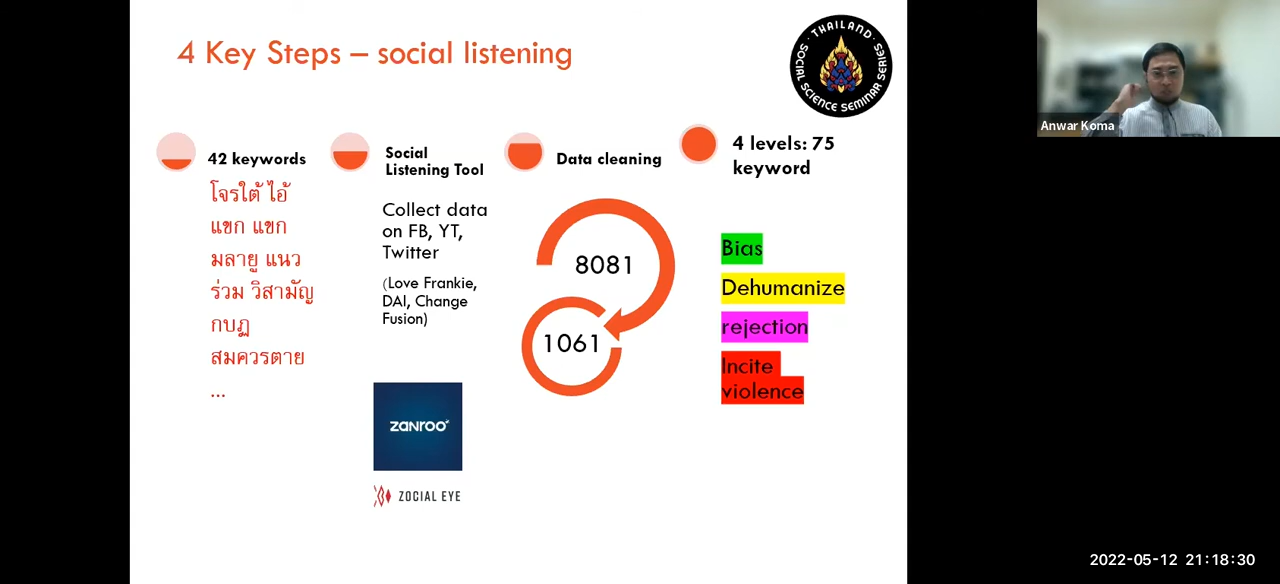 4 Key Steps – social listening
THAILAND
SOCIAL SCIENCE SEMINAR SERIES
Anwar Koma
42 keywords
โจรใต้ ไอ้
แขก แขก
มลายู แนว
ร่วม วิสามัญ
กบฏ
สมควรตาย
...
Social
Listening Tool
Collect data
on FB, YT,
Twitter
(Love Frankie,
DAI, Change
Fusion)
zanroo
ZOCIAL EYE
Data cleaning
8081
1061
4 levels: 75
keyword
Bias
Dehumanize
rejection
Incite
violence
2022-05-12 21:18:30